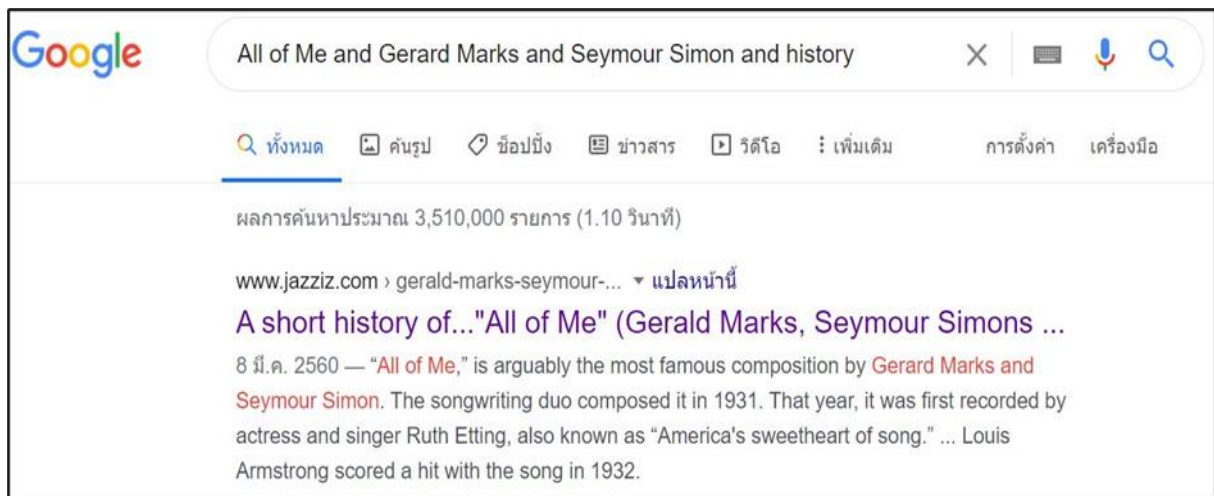 Google
All of Me and Gerard Marks and Seymour Simon and history
ทั้งหมด ค้นรูป ช็อปปิ้ง ข่าวสาร วิดีโอ เพิ่มเติม การตั้งค่า เครื่องมือ
ผลการค้นหาประมาณ 3,510,000 รายการ (1.10 วินาที)
www.jazziz.com › gerald-marks-seymour-... ▼ แปลหน้านี้
A short history of..."All of Me" (Gerald Marks, Seymour Simons ...
8 มี.ค. 2560 — “All of Me,” is arguably the most famous composition by Gerard Marks and
Seymour Simon. The songwriting duo composed it in 1931. That year, it was first recorded by
actress and singer Ruth Etting, also known as “America's sweetheart of song.” ... Louis
Armstrong scored a hit with the song in 1932.